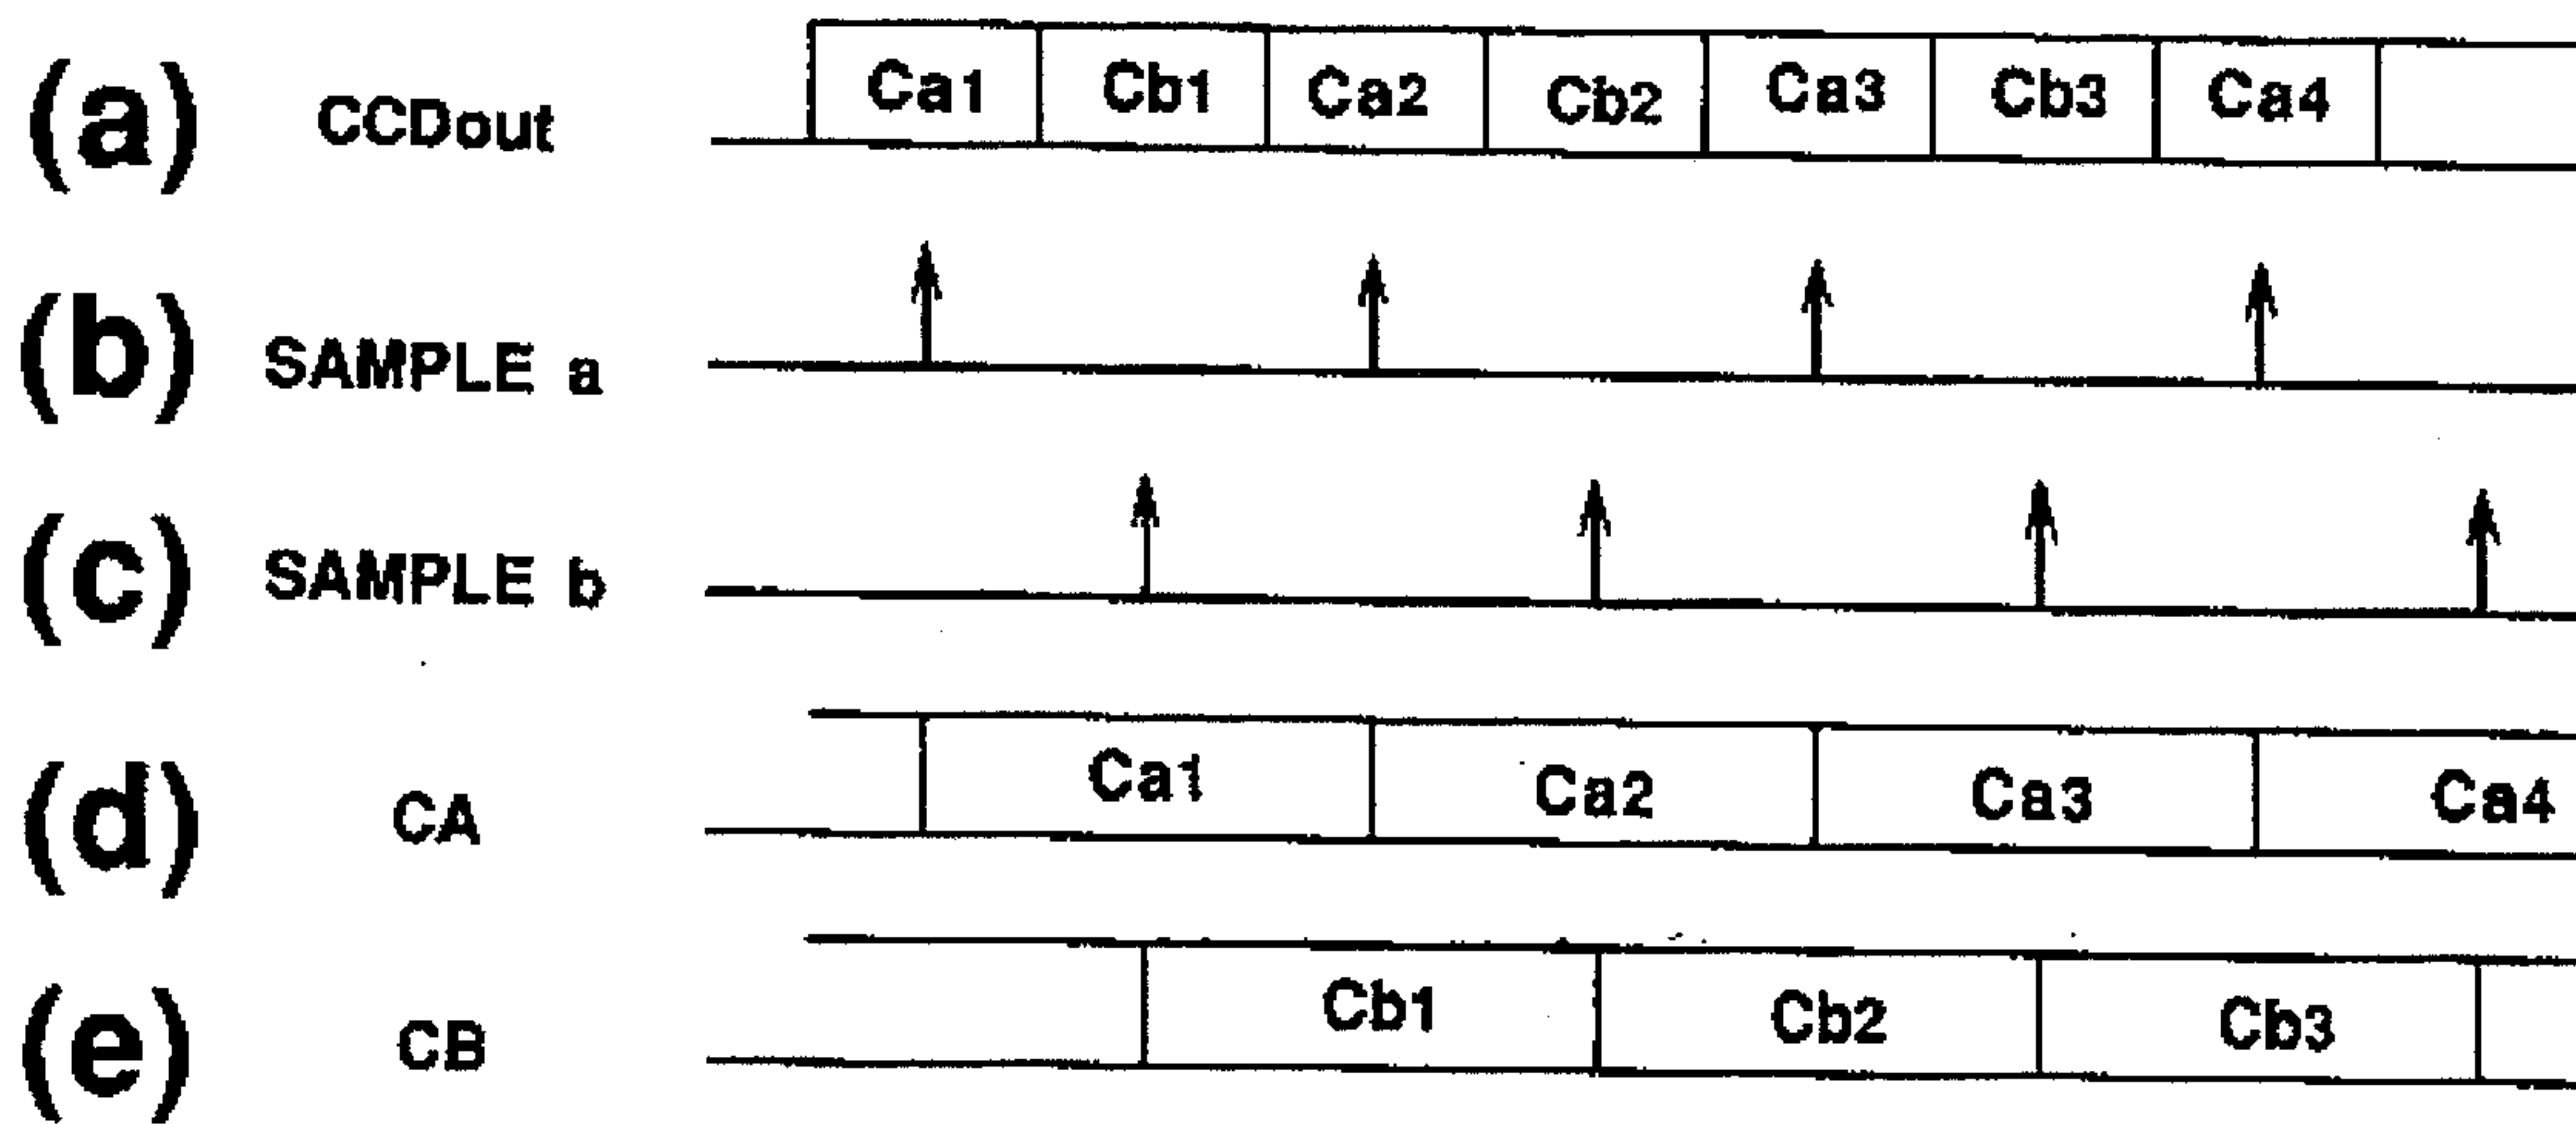 (a) CCDout Ca1 Cb1 Ca2 Cb2 Ca3 Cb3 Ca4
(b) SAMPLE a
(c) SAMPLE b
(d) CA Ca1 Ca2 Ca3 Ca4
(e) CB Cb1 Cb2 Cb3